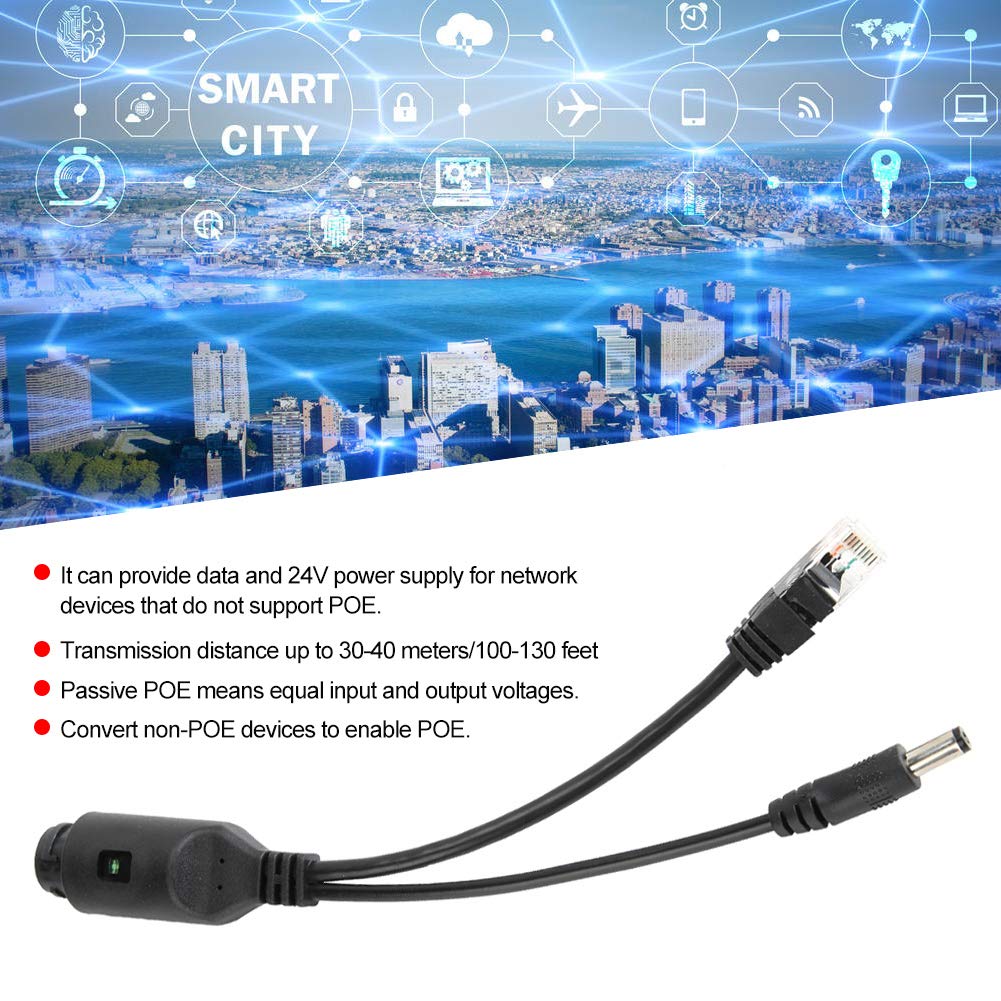 SMART
CITY
It can provide data and 24V power supply for network
devices that do not support POE.
Transmission distance up to 30-40 meters/100-130 feet
Passive POE means equal input and output voltages.
Convert non-POE devices to enable POE.